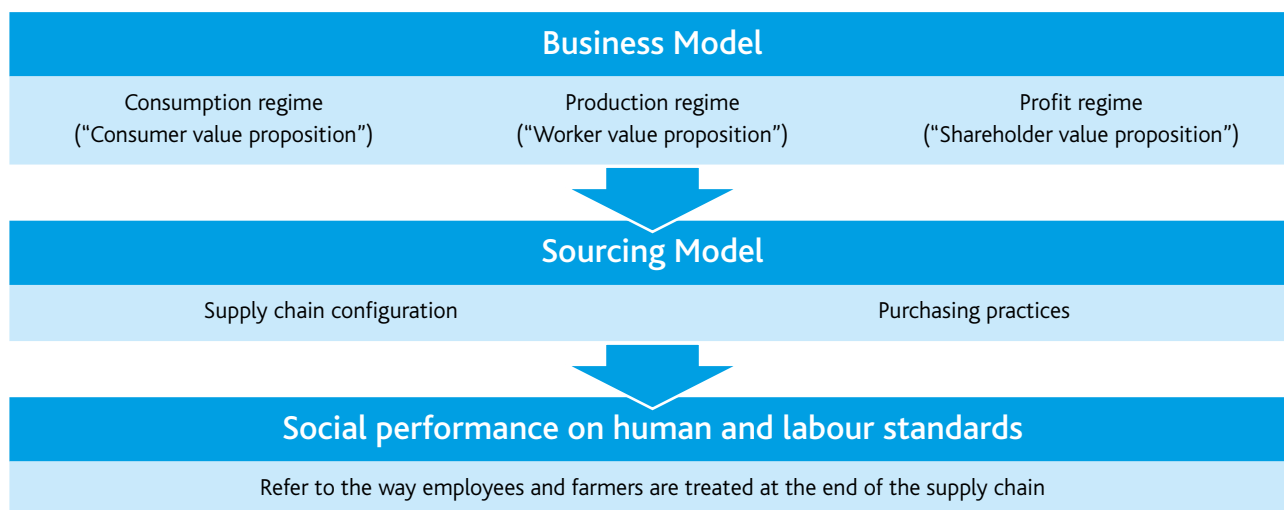 Business Model
Consumption regime
(“Consumer value proposition”)
Production regime
(“Worker value proposition”)
Profit regime
(“Shareholder value proposition”)
Sourcing Model
Supply chain configuration
Purchasing practices
Social performance on human and labour standards
Refer to the way employees and farmers are treated at the end of the supply chain